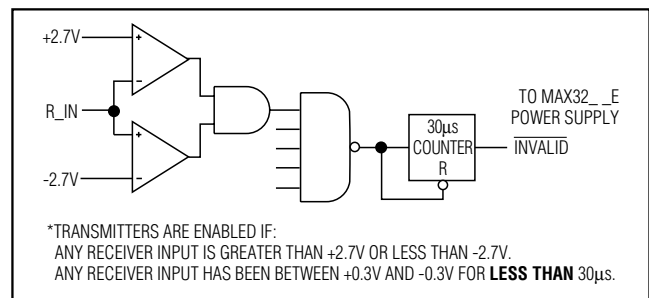 +2.7V
+
-
R_IN
+
-
-2.7V
30μs
COUNTER
R
TO MAX32_ _E
POWER SUPPLY
INVALID
*TRANSMITTERS ARE ENABLED IF:
ANY RECEIVER INPUT IS GREATER THAN +2.7V OR LESS THAN -2.7V.
ANY RECEIVER INPUT HAS BEEN BETWEEN +0.3V AND -0.3V FOR LESS THAN 30μs.